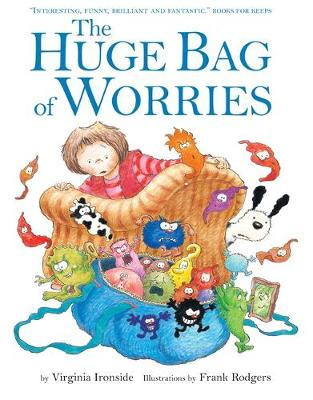 "Interesting, funny, brilliant and fantastic." Books for Keeps
The
HUGE BAG
of WORRIES
by Virginia Ironside Illustrations by Frank Rodgers